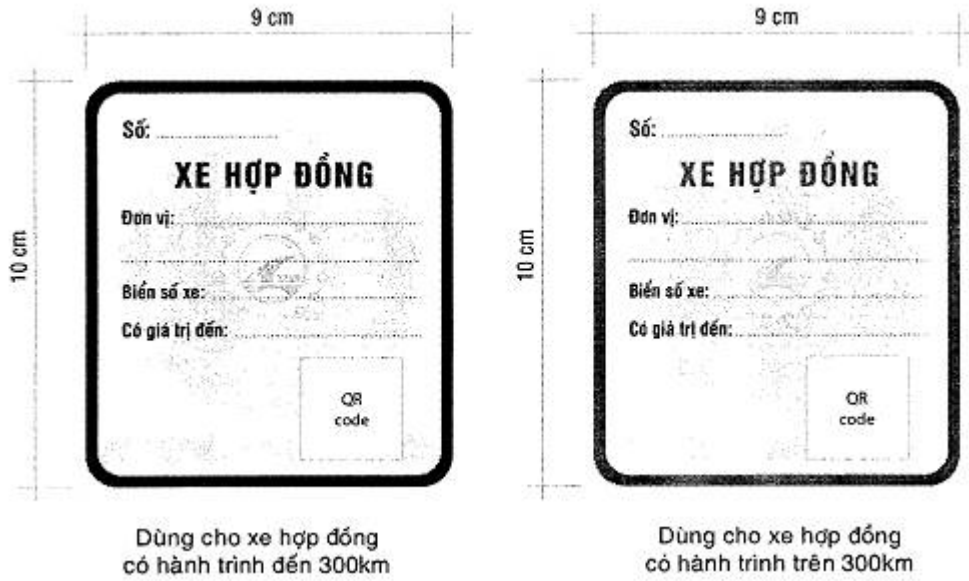 9 cm
10 cm
Số:
XE HỢP ĐỒNG
Đơn vị:
Biển số xe:
Có giá trị đến:
QR
code
Dùng cho xe hợp đồng
có hành trình đến 300km
9 cm
10 cm
Số:
XE HỢP ĐỒNG
Đơn vị:
Biển số xe:
Có giá trị đến:
QR
code
Dùng cho xe hợp đồng
có hành trình trên 300km